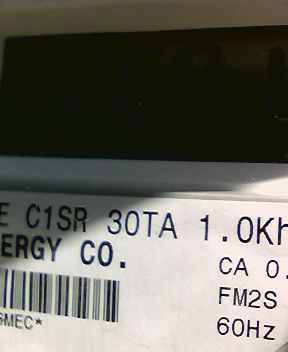 E C1SR 30TA 1.0Kh
ERGY CO.
CA 0.
FM2S
60Hz
SMEC*